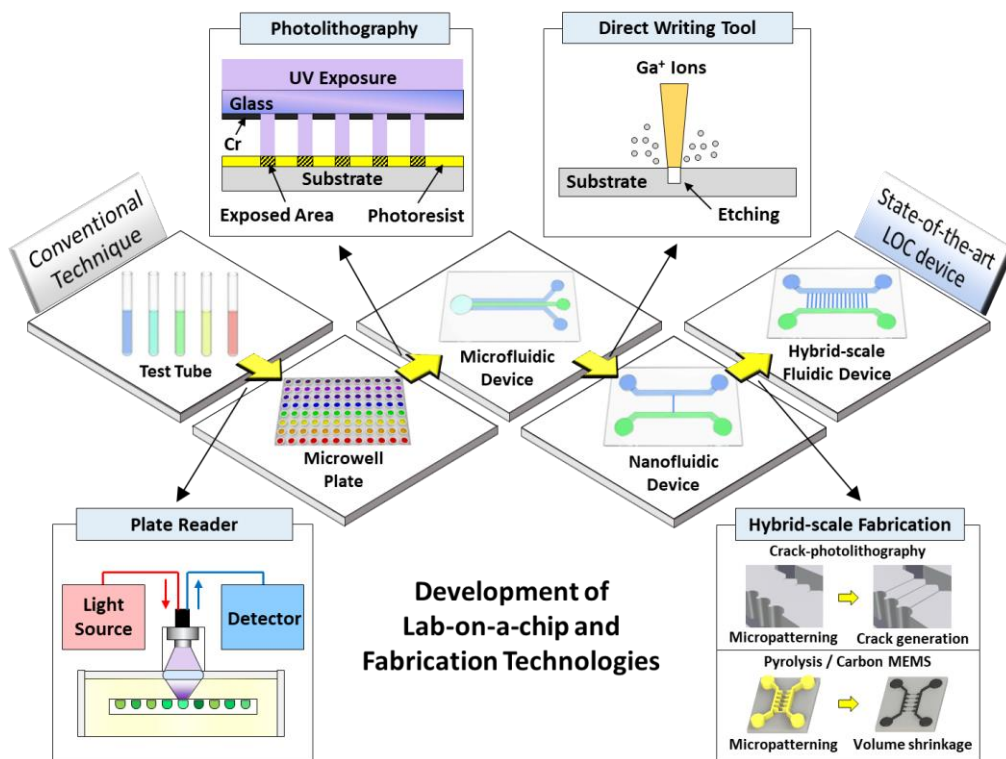 Photolithography
UV Exposure
Glass
Cr
Substrate
Exposed Area
Photoresist
Direct Writing Tool
Ga⁺ Ions
Substrate
Etching
Conventional
Technique
State-of-the-art
LOC device
Test Tube
Microwell
Plate
Microfluidic
Device
Nanofluidic
Device
Hybrid-scale
Fluidic Device
Plate Reader
Light
Source
Detector
Development of
Lab-on-a-chip and
Fabrication Technologies
Hybrid-scale Fabrication
Crack-photolithography
Micropatterning
Crack generation
Pyrolysis / Carbon MEMS
Micropatterning
Volume shrinkage